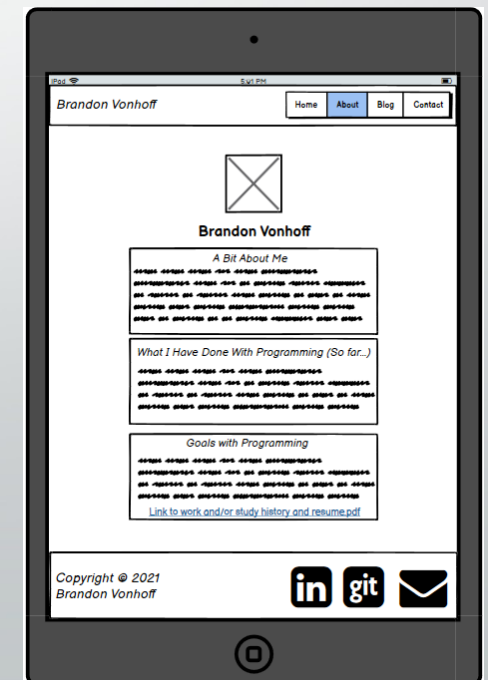 iPad 5:41 PM
Brandon Vonhoff
Home About Blog Contact
Brandon Vonhoff
A Bit About Me
What I Have Done With Programming (So far...)
Goals with Programming
Link to work and/or study history and resume.pdf
Copyright © 2021
Brandon Vonhoff
in git